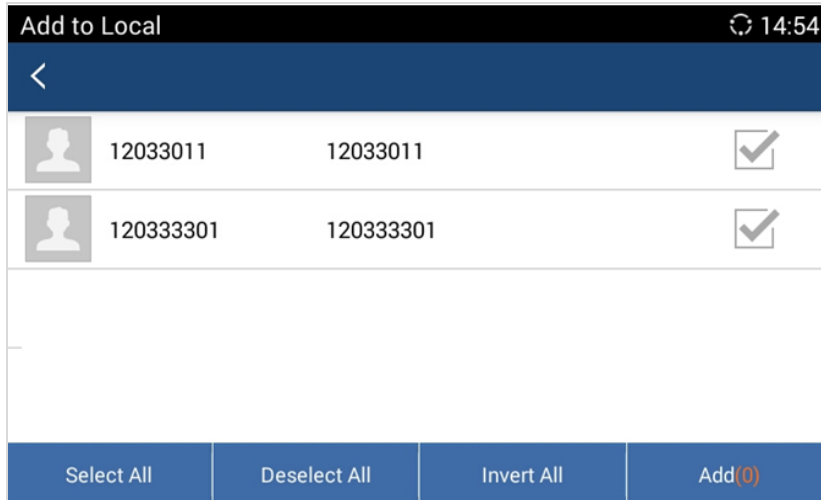 Add to Local 14:54
12033011 12033011
120333301 120333301
Select All Deselect All Invert All Add(0)